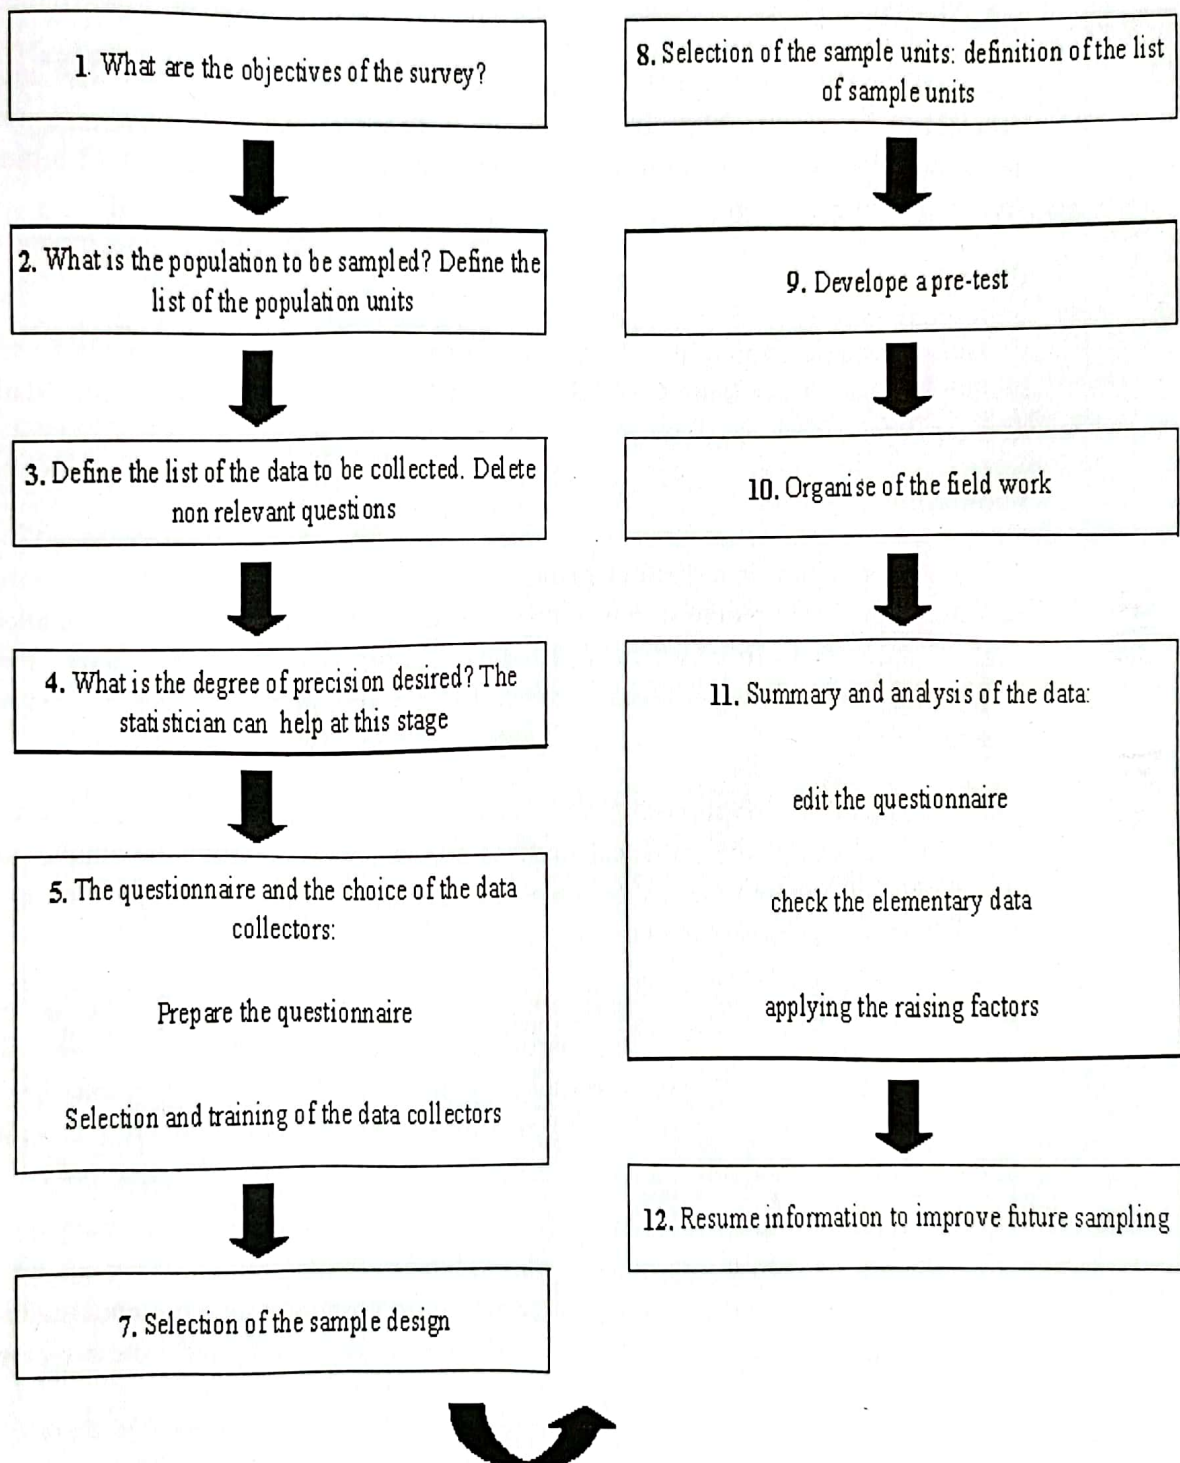 1. What are the objectives of the survey?
2. What is the population to be sampled? Define the
list of the population units
3. Define the list of the data to be collected. Delete
non relevant questions
4. What is the degree of precision desired? The
statistician can help at this stage
5. The questionnaire and the choice of the data
collectors:
Prepare the questionnaire
Selection and training of the data collectors
7. Selection of the sample design
8. Selection of the sample units: definition of the list
of sample units
9. Develope a pre-test
10. Organise of the field work
11. Summary and analysis of the data:
edit the questionnaire
check the elementary data
applying the raising factors
12. Resume information to improve future sampling